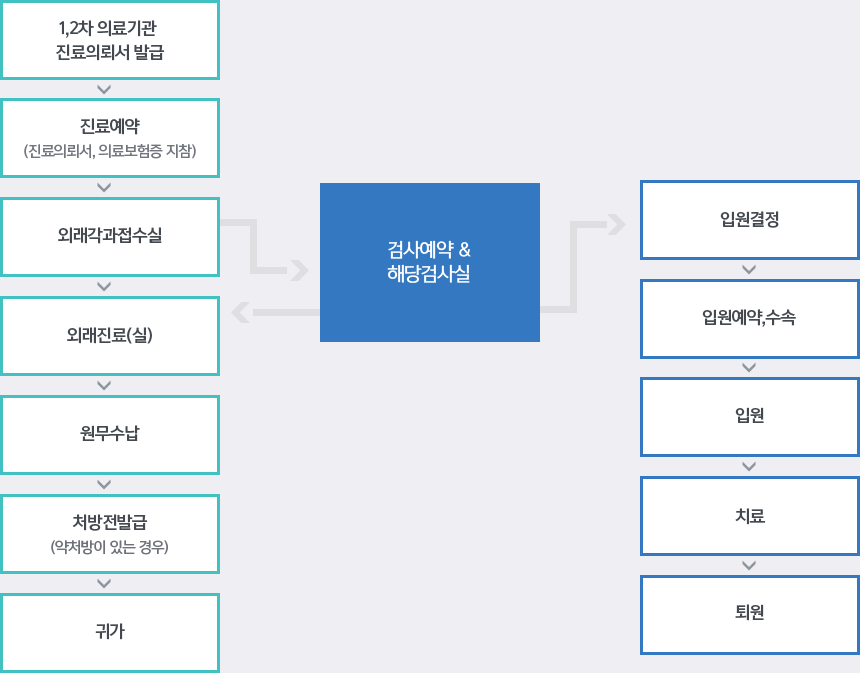 1,2차 의료기관
진료의뢰서 발급
진료예약
(진료의뢰서, 의료보험증 지참)
외래각과접수실
외래진료(실)
원무수납
처방전발급
(약처방이 있는 경우)
귀가
검사예약 &
해당검사실
입원결정
입원예약,수속
입원
치료
퇴원